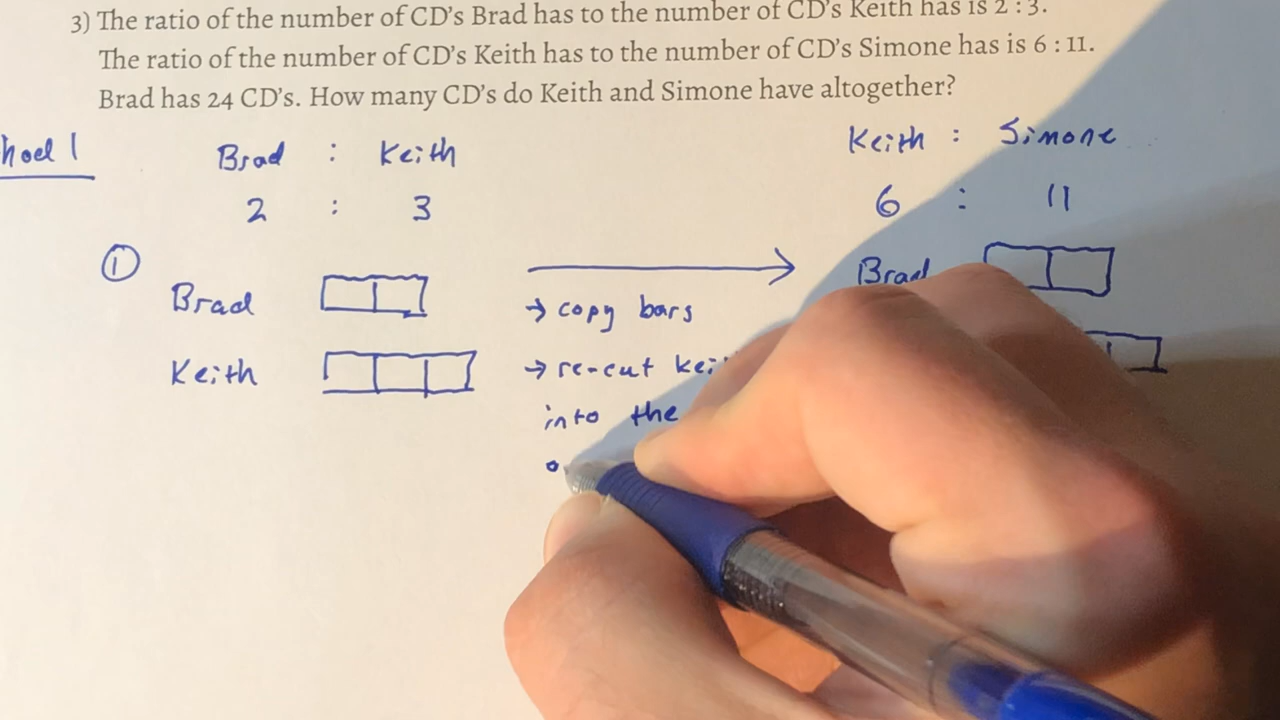 3) The ratio of the number of CD's Brad has to the number of CD's Keith has is 2 : 3.
The ratio of the number of CD's Keith has to the number of CD's Simone has is 6 : 11.
Brad has 24 CD's. How many CD's do Keith and Simone have altogether?
Brad : Keith
2 : 3
Keith : Simone
6 : 11
①
Brad
Keith
→ copy bars
→ re-cut
into the
Brad